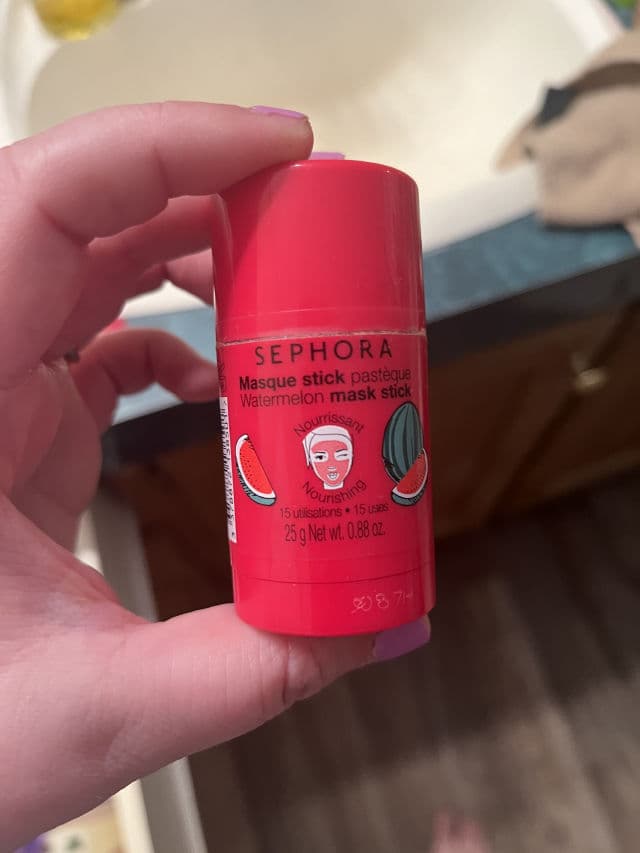 SEPHORA
Masque stick pastèque
Watermelon mask stick
Nourrissant
Nourishing
15 utilisations • 15 uses
25 g Net wt. 0.88 oz.